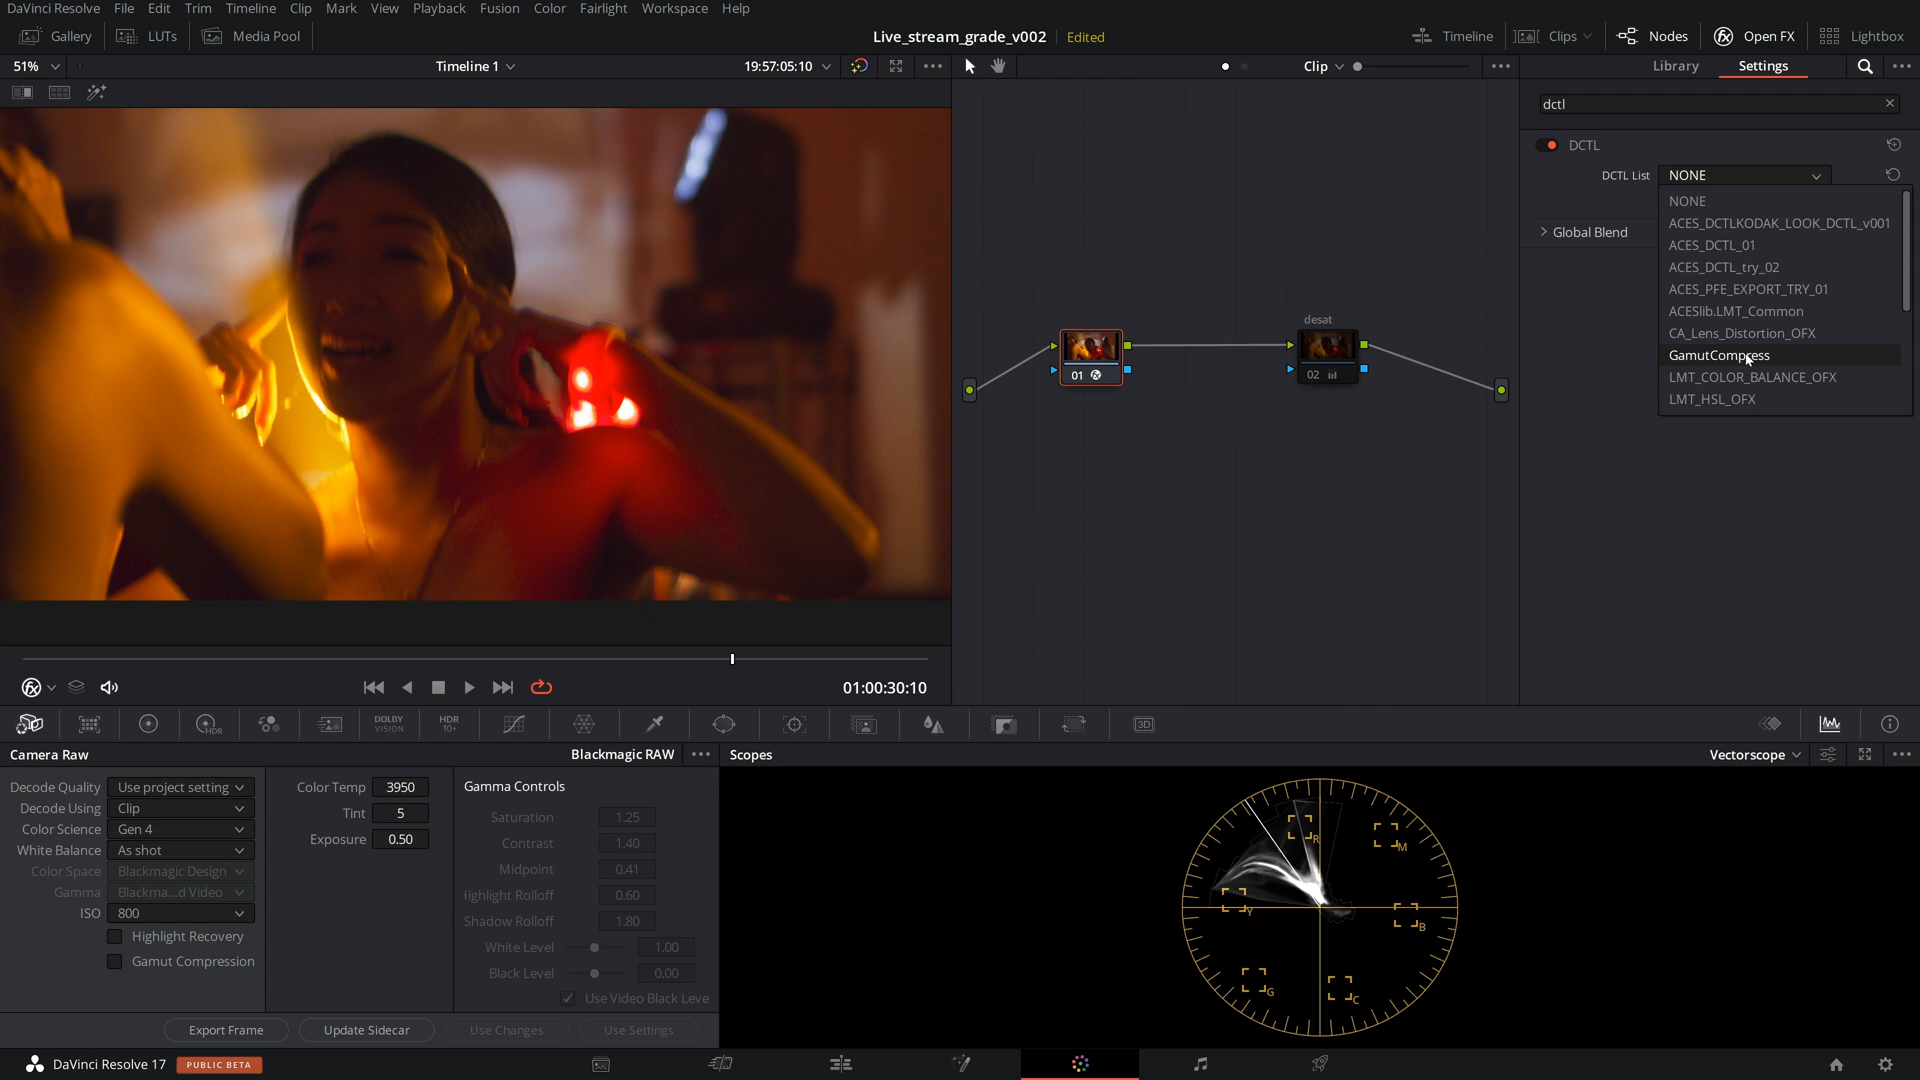 DaVinci Resolve File Edit Trim Timeline Clip Mark View Playback Fusion Color Fairlight Workspace Help
Gallery LUTs Media Pool Live_stream_grade_v002 Edited Timeline Clips Nodes Open FX Lightbox
51% Timeline 1 19:57:05:10 Clip Library Settings
dctl
DCTL
DCTL List NONE
NONE
ACES_DCTLKODAK_LOOK_DCTL_v001
Global Blend
ACES_DCTL_01
ACES_DCTL_try_02
ACES_PFE_EXPORT_TRY_01
ACESlib.LMT_Common
CA_Lens_Distortion_OFX
GamutCompress
LMT_COLOR_BALANCE_OFX
LMT_HSL_OFX
desat
01
02
01:00:30:10
HDR
DOLBY
VISION
HDR
10+
3D
Camera Raw Blackmagic RAW
Decode Quality Use project setting
Decode Using Clip
Color Science Gen 4
White Balance As shot
Color Space Blackmagic Design
Gamma Blackma...d Video
ISO 800
Highlight Recovery
Gamut Compression
Color Temp 3950
Tint 5
Exposure 0.50
Gamma Controls
Saturation 1.25
Contrast 1.40
Midpoint 0.41
Highlight Rolloff 0.60
Shadow Rolloff 1.80
White Level 1.00
Black Level 0.00
Use Video Black Leve
Export Frame Update Sidecar Use Changes Use Settings
Scopes Vectorscope
R
M
Y
B
G
C
DaVinci Resolve 17 PUBLIC BETA